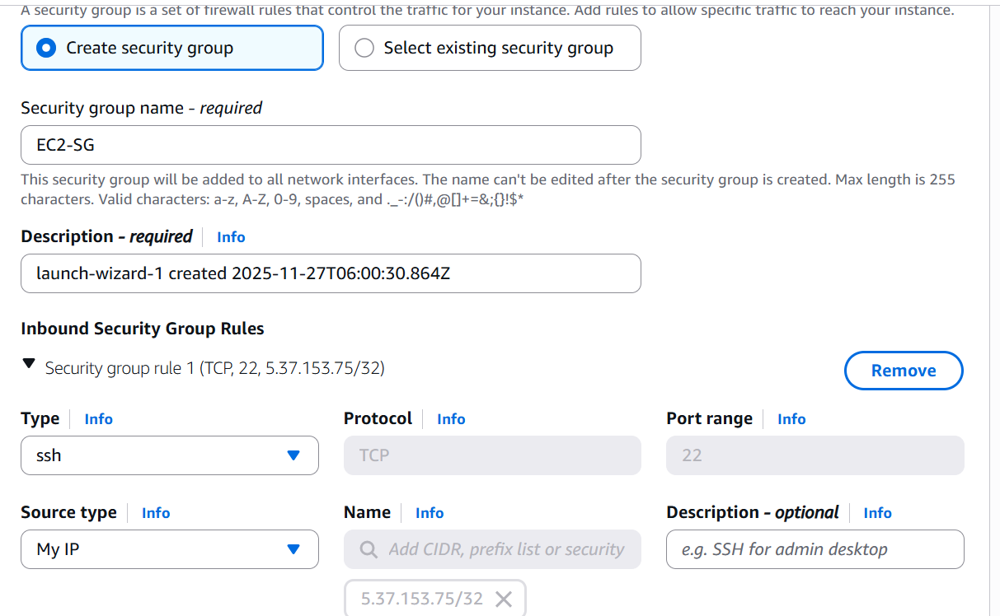 A security group is a set of firewall rules that control the traffic for your instance. Add rules to allow specific traffic to reach your instance.
Create security group
Select existing security group
Security group name - required
EC2-SG
This security group will be added to all network interfaces. The name can't be edited after the security group is created. Max length is 255
characters. Valid characters: a-z, A-Z, 0-9, spaces, and ._-:/()#,@[]+=&;{}!$*
Description - required Info
launch-wizard-1 created 2025-11-27T06:00:30.864Z
Inbound Security Group Rules
Security group rule 1 (TCP, 22, 5.37.153.75/32)
Remove
Type Info
Protocol Info
Port range Info
ssh
TCP
22
Source type Info
Name Info
Description - optional Info
My IP
Add CIDR, prefix list or security
e.g. SSH for admin desktop
5.37.153.75/32